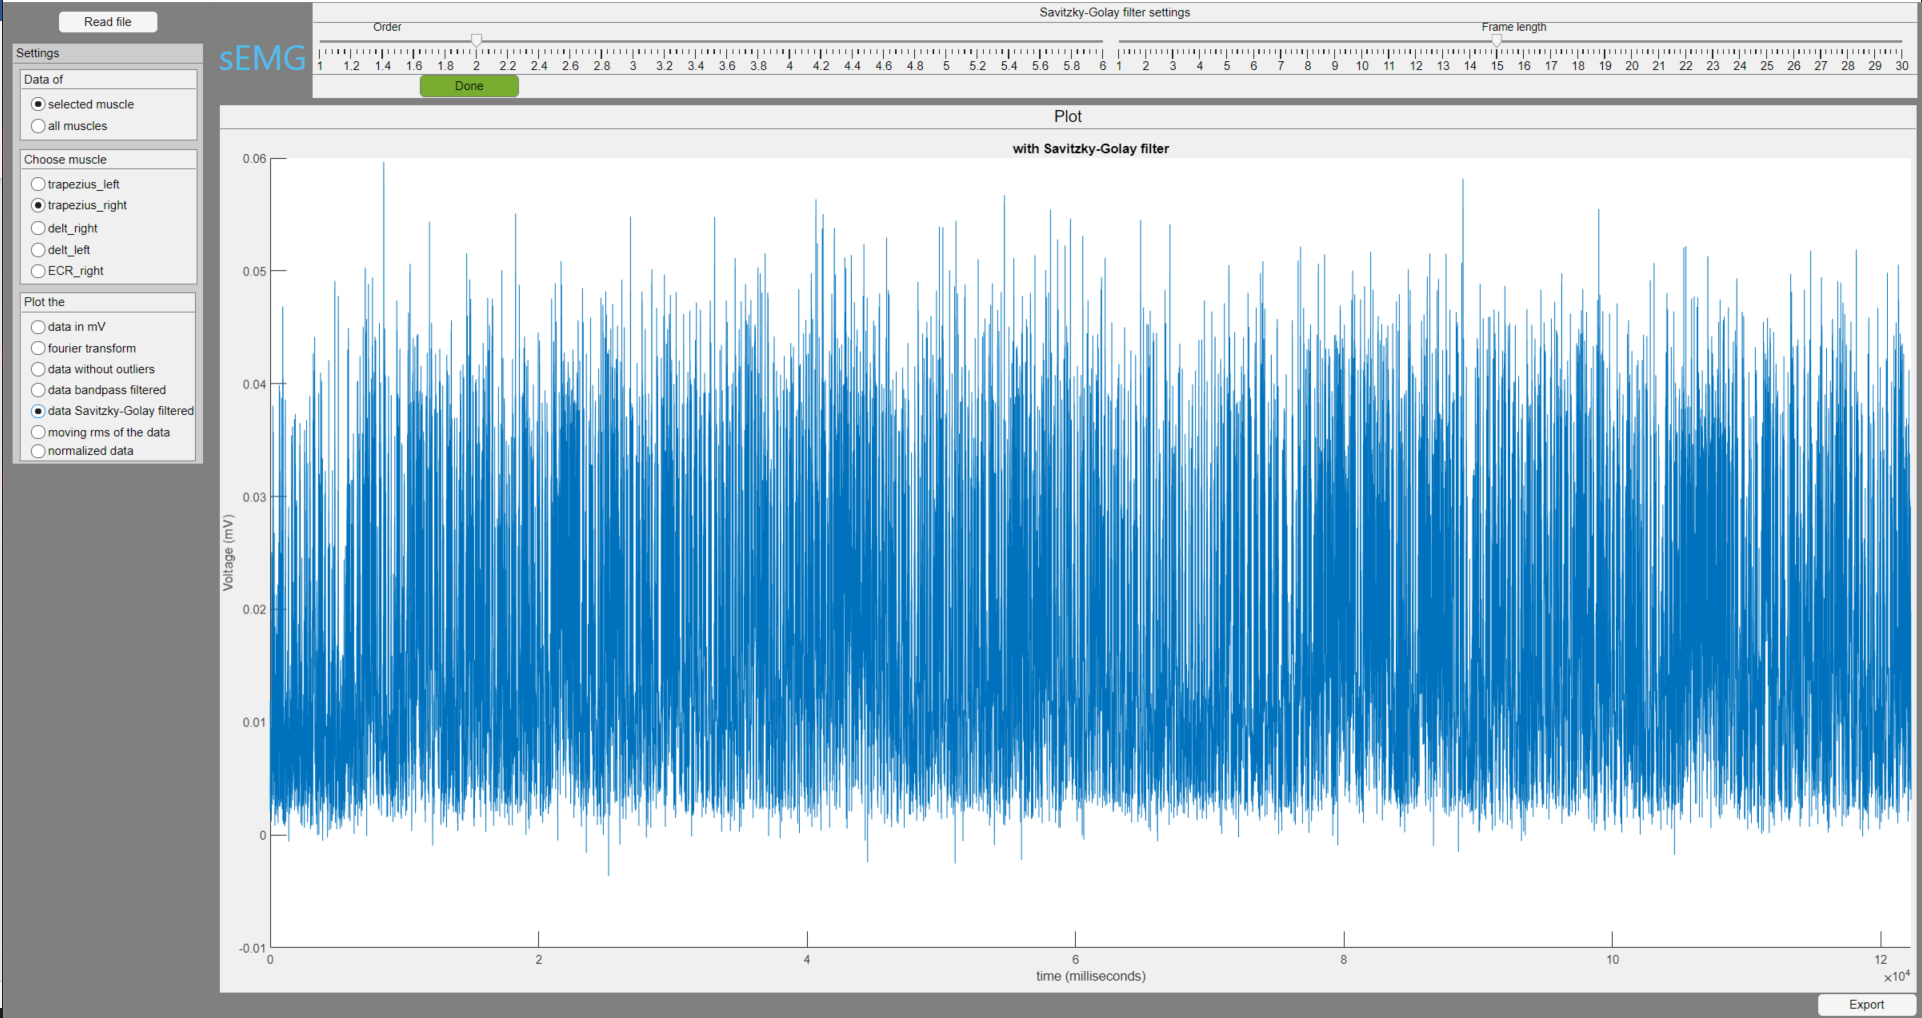 Read file
Settings
Data of
selected muscle
all muscles
Choose muscle
trapezius_left
trapezius_right
delt_right
delt_left
ECR_right
Plot the
data in mV
fourier transform
data without outliers
data bandpass filtered
data Savitzky-Golay filtered
moving rms of the data
normalized data
sEMG
Savitzky-Golay filter settings
Order
1 1.2 1.4 1.6 1.8 2 2.2 2.4 2.6 2.8 3 3.2 3.4 3.6 3.8 4 4.2 4.4 4.6 4.8 5 5.2 5.4 5.6 5.8 6
Frame length
1 2 3 4 5 6 7 8 9 10 11 12 13 14 15 16 17 18 19 20 21 22 23 24 25 26 27 28 29 30
Done
Plot
with Savitzky-Golay filter
Voltage (mV)
0.06
0.05
0.04
0.03
0.02
0.01
0
-0.01
0 2 4 6 8 10 12
×10⁴
time (milliseconds)
Export